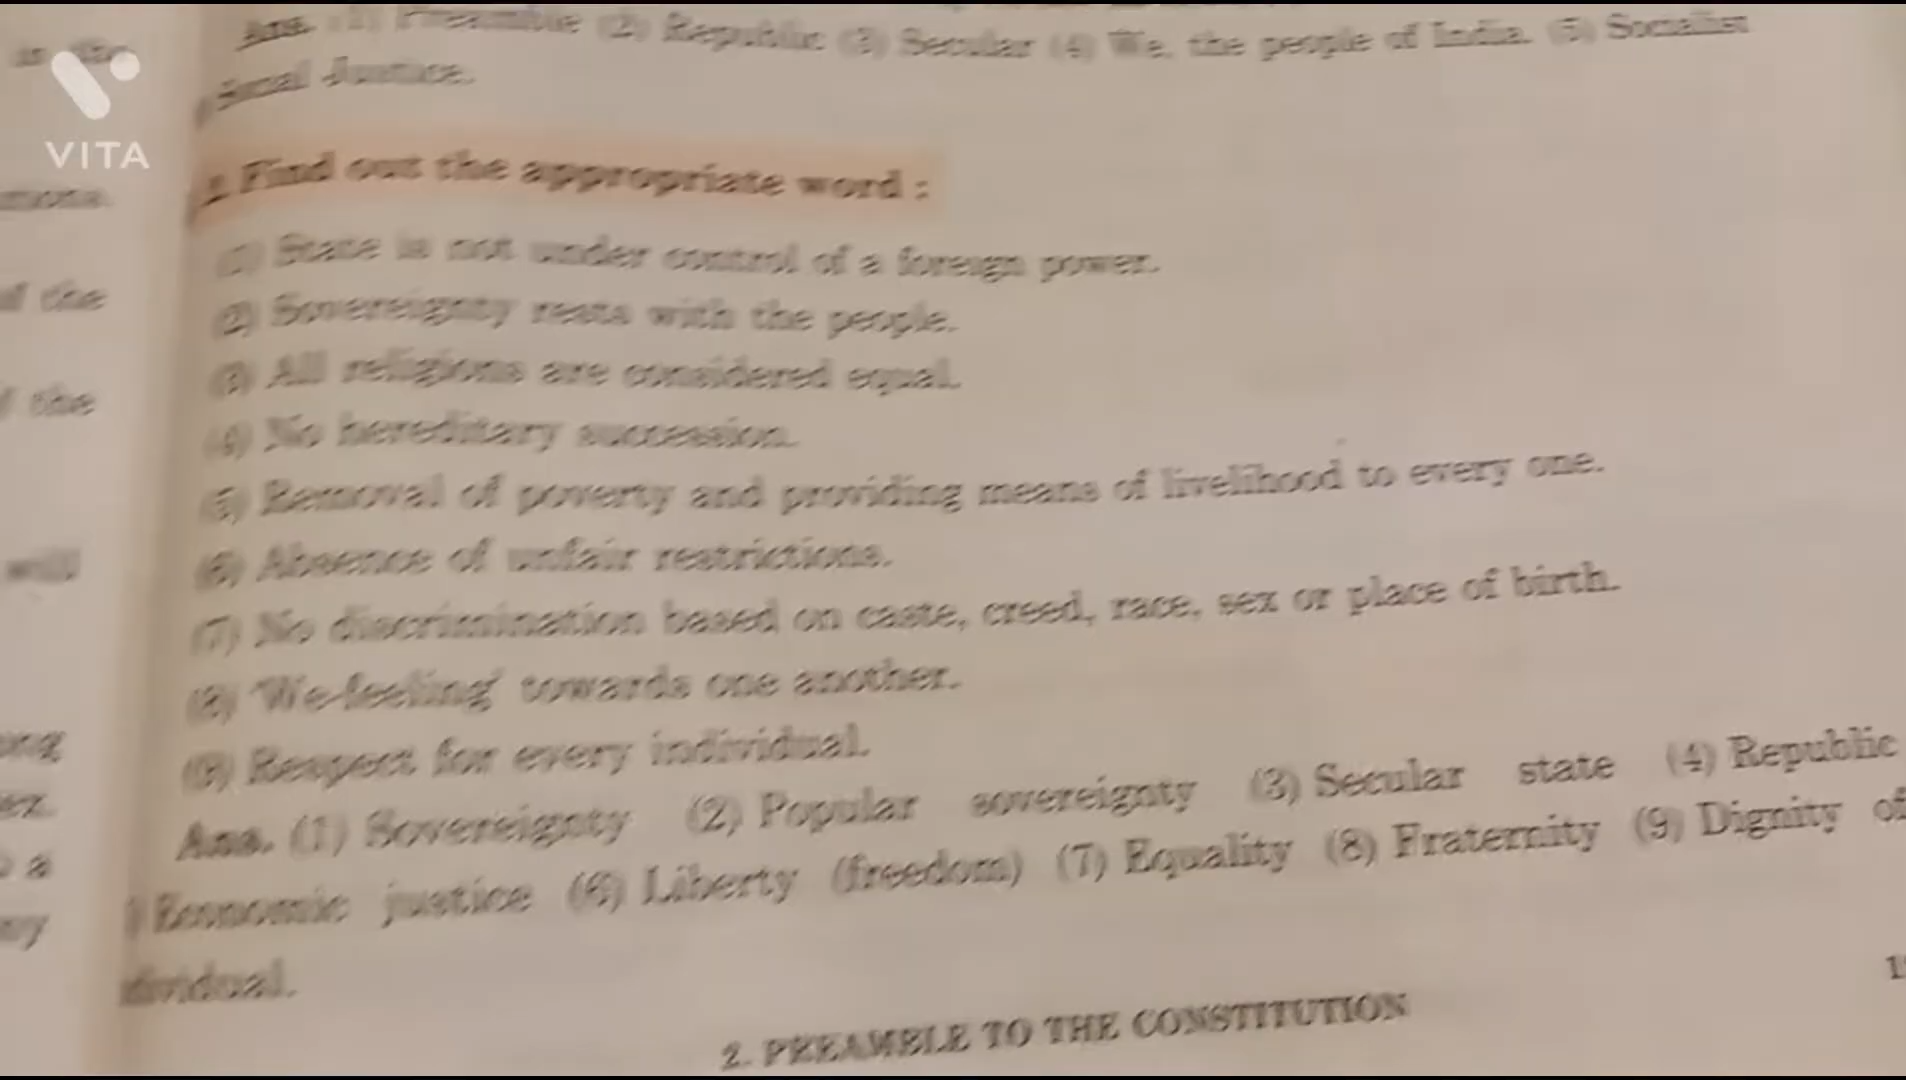 VITA
Ans. (1) Preamble (2) Republic (3) Secular (4) We, the people of India. (5) Socialist
Justice.
Find out the appropriate word :
(1) State is not under control of a foreign power.
(2) Sovereignty rests with the people.
(3) All religions are considered equal.
(4) No hereditary succession.
(5) Removal of poverty and providing means of livelihood to every one.
(6) Absence of unfair restrictions.
(7) No discrimination based on caste, creed, race, sex or place of birth.
(8) 'We-feeling' towards one another.
(9) Respect for every individual.
Ans. (1) Sovereignty (2) Popular sovereignty (3) Secular state (4) Republic
Economic justice (6) Liberty (freedom) (7) Equality (8) Fraternity (9) Dignity of
dividual.
2. PREAMBLE TO THE CONSTITUTION